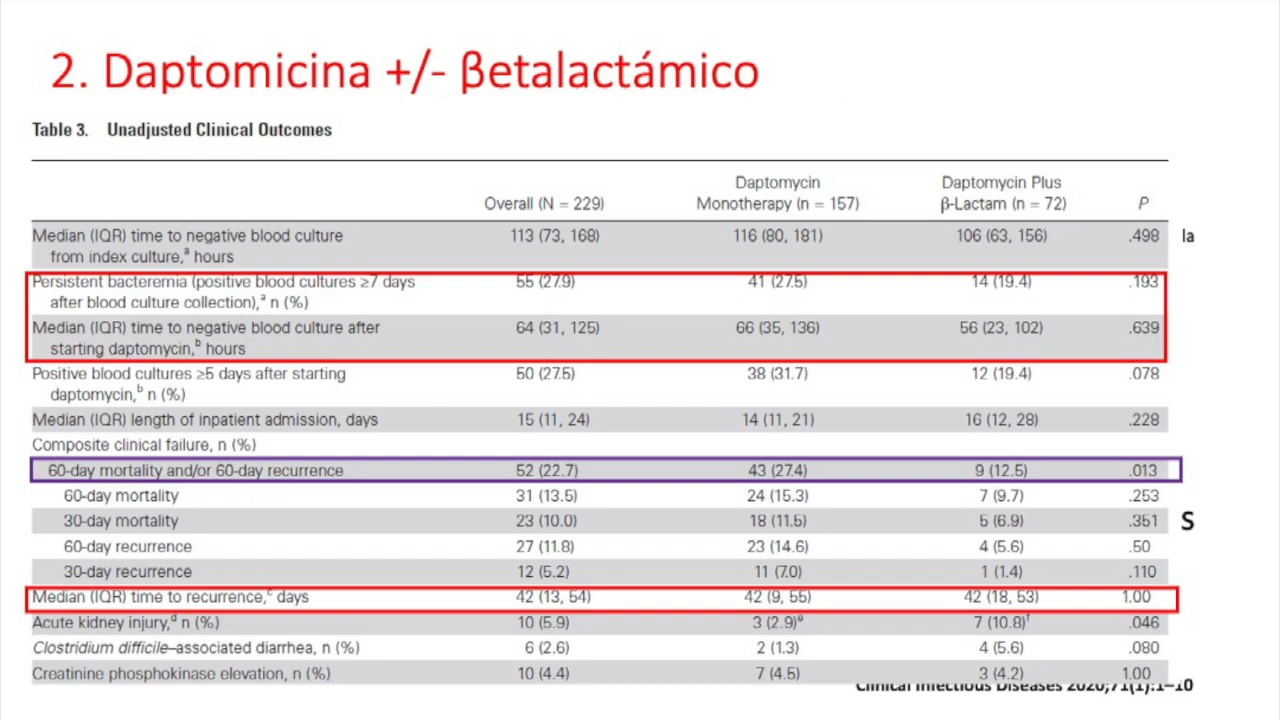 2. Daptomicina +/- βetalactámico
Table 3. Unadjusted Clinical Outcomes
Overall (N = 229) Daptomycin Monotherapy (n = 157) Daptomycin Plus β-Lactam (n = 72) P
Median (IQR) time to negative blood culture 113 (73, 168) 116 (80, 181) 106 (63, 156) .498 la
from index culture,a hours
Persistent bacteremia (positive blood cultures ≥7 days 55 (27.9) 41 (27.5) 14 (19.4) .193
after blood culture collection),a n (%)
Median (IQR) time to negative blood culture after 64 (31, 125) 66 (35, 136) 56 (23, 102) .639
starting daptomycin,b hours
Positive blood cultures ≥5 days after starting 50 (27.5) 38 (31.7) 12 (19.4) .078
daptomycin,b n (%)
Median (IQR) length of inpatient admission, days 15 (11, 24) 14 (11, 21) 16 (12, 28) .228
Composite clinical failure, n (%)
60-day mortality and/or 60-day recurrence 52 (22.7) 43 (27.4) 9 (12.5) .013
60-day mortality 31 (13.5) 24 (15.3) 7 (9.7) .253
30-day mortality 23 (10.0) 18 (11.5) 5 (6.9) .351 S
60-day recurrence 27 (11.8) 23 (14.6) 4 (5.6) .50
30-day recurrence 12 (5.2) 11 (7.0) 1 (1.4) .110
Median (IQR) time to recurrence,c days 42 (13, 54) 42 (9, 55) 42 (18, 53) 1.00
Acute kidney injury,d n (%) 10 (5.9) 3 (2.9)e 7 (10.8)f .046
Clostridium difficile–associated diarrhea, n (%) 6 (2.6) 2 (1.3) 4 (5.6) .080
Creatinine phosphokinase elevation, n (%) 10 (4.4) 7 (4.5) 3 (4.2) 1.00
Clinical Infectious Diseases 2020;71(1):1–10